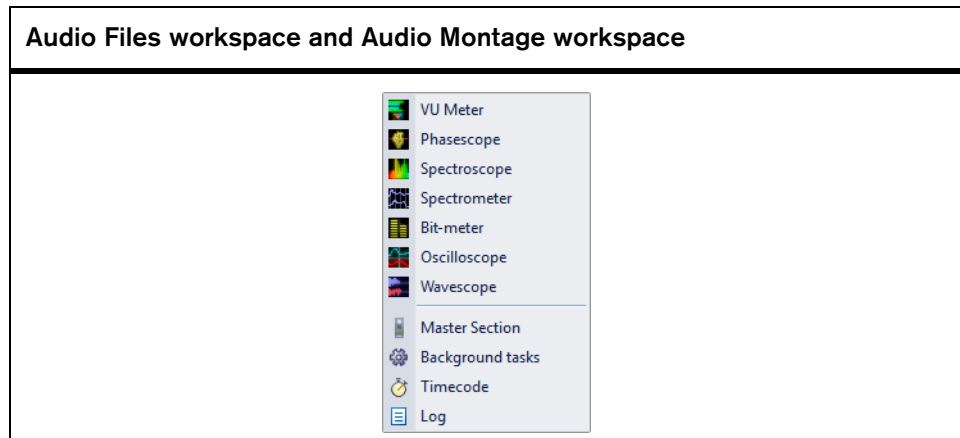 Audio Files workspace and Audio Montage workspace
VU Meter
Phasescope
Spectroscope
Spectrometer
Bit-meter
Oscilloscope
Wavescope
Master Section
Background tasks
Timecode
Log